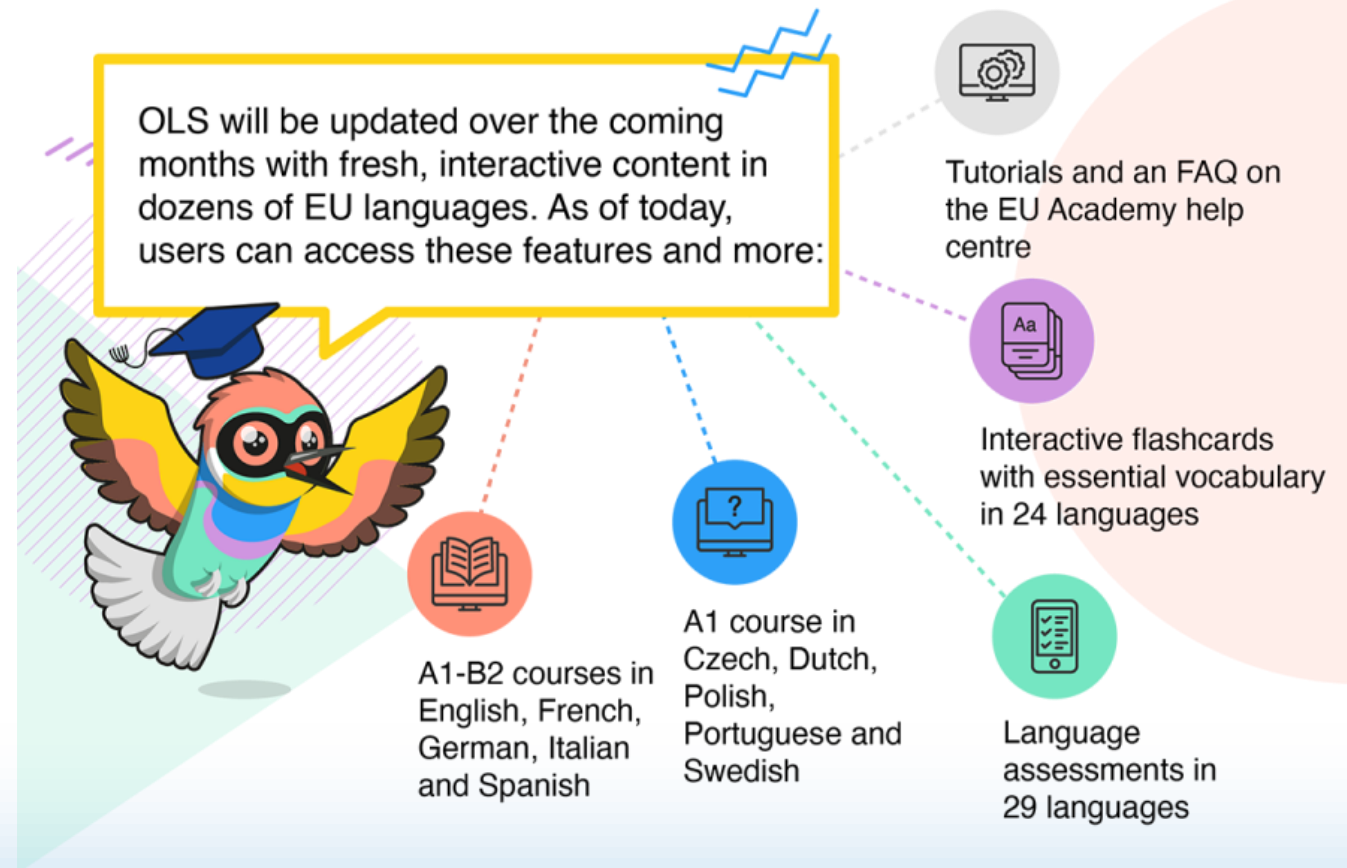 OLS will be updated over the coming
months with fresh, interactive content in
dozens of EU languages. As of today,
users can access these features and more:
Tutorials and an FAQ on
the EU Academy help
centre
Aa
Interactive flashcards
with essential vocabulary
in 24 languages
?
A1-B2 courses in
English, French,
German, Italian
and Spanish
A1 course in
Czech, Dutch,
Polish,
Portuguese and
Swedish
Language
assessments in
29 languages